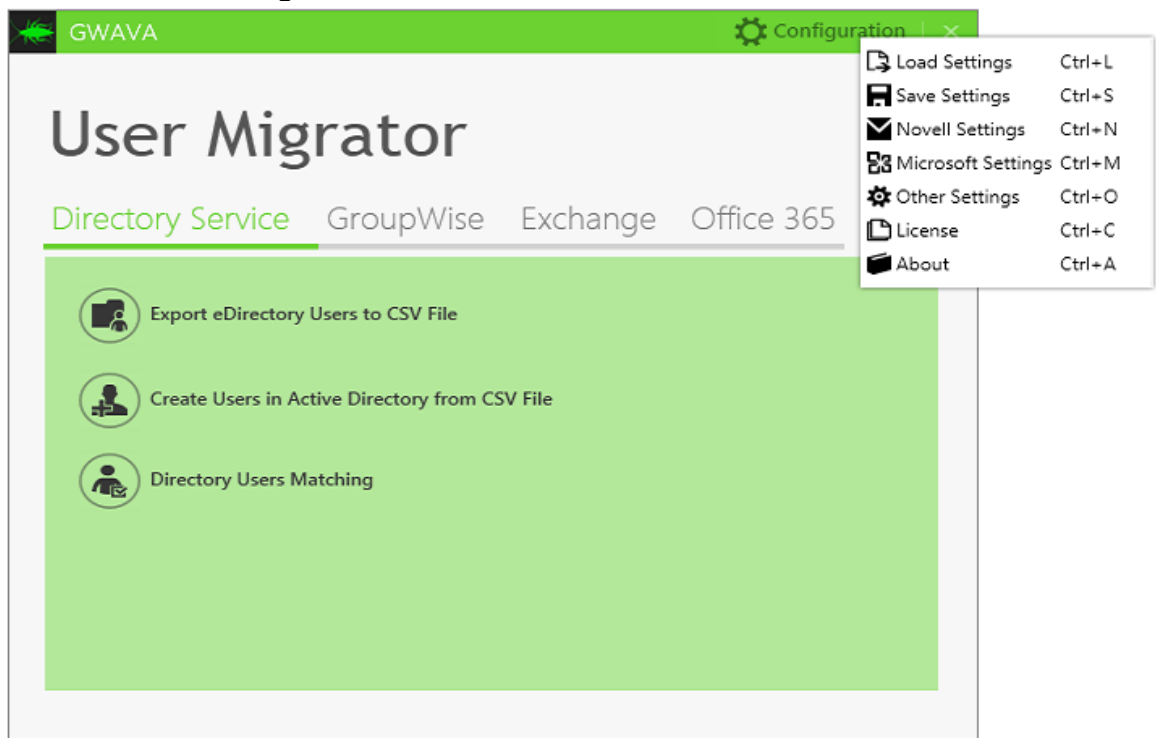 GWAVA
Configuration
Load Settings Ctrl+L
Save Settings Ctrl+S
Novell Settings Ctrl+N
Microsoft Settings Ctrl+M
Other Settings Ctrl+O
License Ctrl+C
About Ctrl+A
User Migrator
Directory Service GroupWise Exchange Office 365
Export eDirectory Users to CSV File
Create Users in Active Directory from CSV File
Directory Users Matching